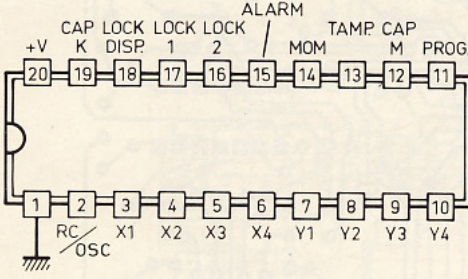 ALARM
CAP LOCK LOCK LOCK TAMP. CAP
+V K DISP. 1 2 MOM M PROG.
20 19 18 17 16 15 14 13 12 11
1 2 3 4 5 6 7 8 9 10
RC/OSC X1 X2 X3 X4 Y1 Y2 Y3 Y4